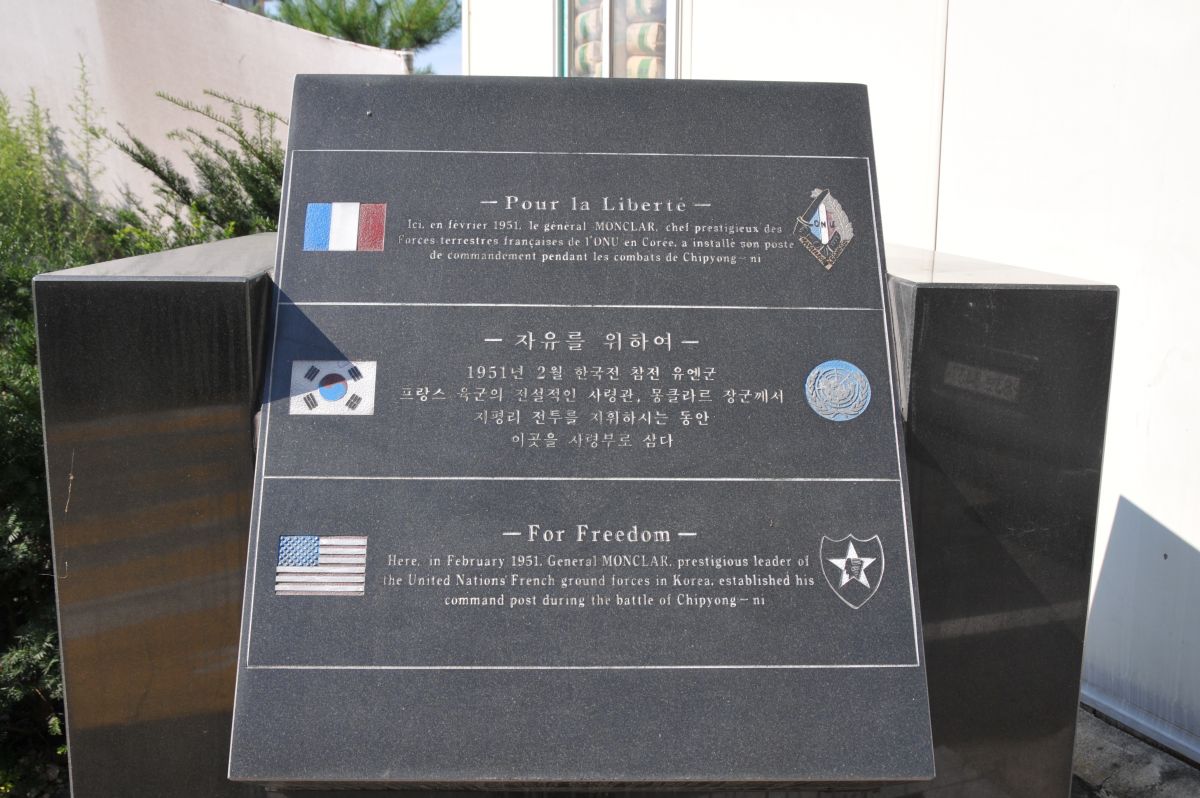 — Pour la Liberté —
Ici, en février 1951, le général MONCLAR, chef prestigieux des
Forces terrestres françaises de l'ONU en Corée, a installé son poste
de commandement pendant les combats de Chipyong-ni
ONU
— 자유를 위하여 —
1951년 2월 한국전 참전 유엔군
프랑스 육군의 전설적인 사령관, 몽클라르 장군께서
지평리 전투를 지휘하시는 동안
이곳을 사령부로 삼다
— For Freedom —
Here, in February 1951, General MONCLAR, prestigious leader of
the United Nations' French ground forces in Korea, established his
command post during the battle of Chipyong-ni